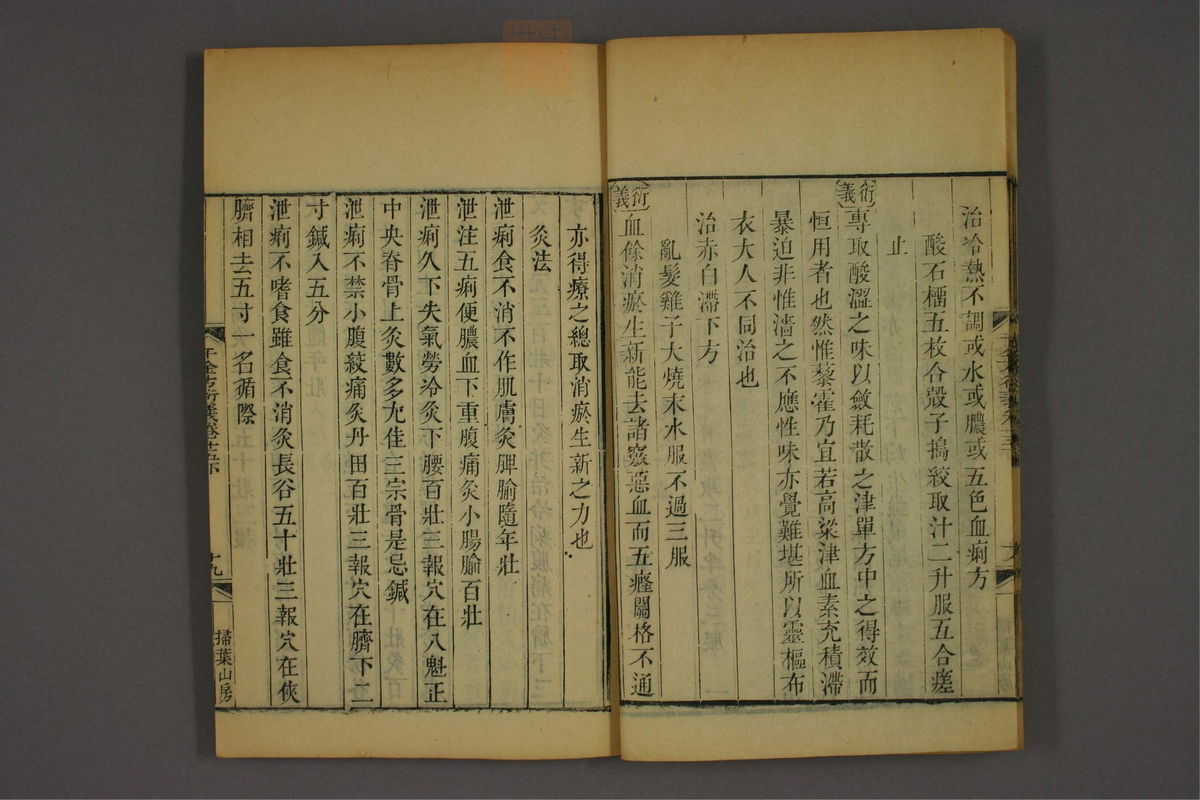 治冷熱不調或水或膿或五色血痢方
酸石橊五枚合殼子搗絞取汁二升服五合瘥
止
衍義專取酸澀之味以斂耗散之津單方中之得效而
恒用者也然惟藜藿乃宜若高粱津血素充積滯
暴迫非惟濇之不應性味亦覺難堪所以靈樞布
衣大人不同治也
治赤白滯下方
亂髮雞子大燒末水服不過三服
衍義血餘消瘀生新能去諸竅惡血而五癃關格不通
亦得療之總取消瘀生新之力也
灸法
泄痢食不消不作肌膚灸脾腧隨年壯
泄注五痢便膿血下重腹痛灸小腸腧百壯
泄痢久下失氣勞冷灸下腰百壯三報穴在八魁正
中央脊骨上灸數多尤佳三宗骨是忌鍼
泄痢不禁小腹絞痛灸丹田百壯三報穴在臍下二
寸鍼入五分
泄痢不嗜食雖食不消灸長谷五十壯三報穴在俠
臍相去五寸一名循際
千金方衍義卷十五下
十九
掃葉山房